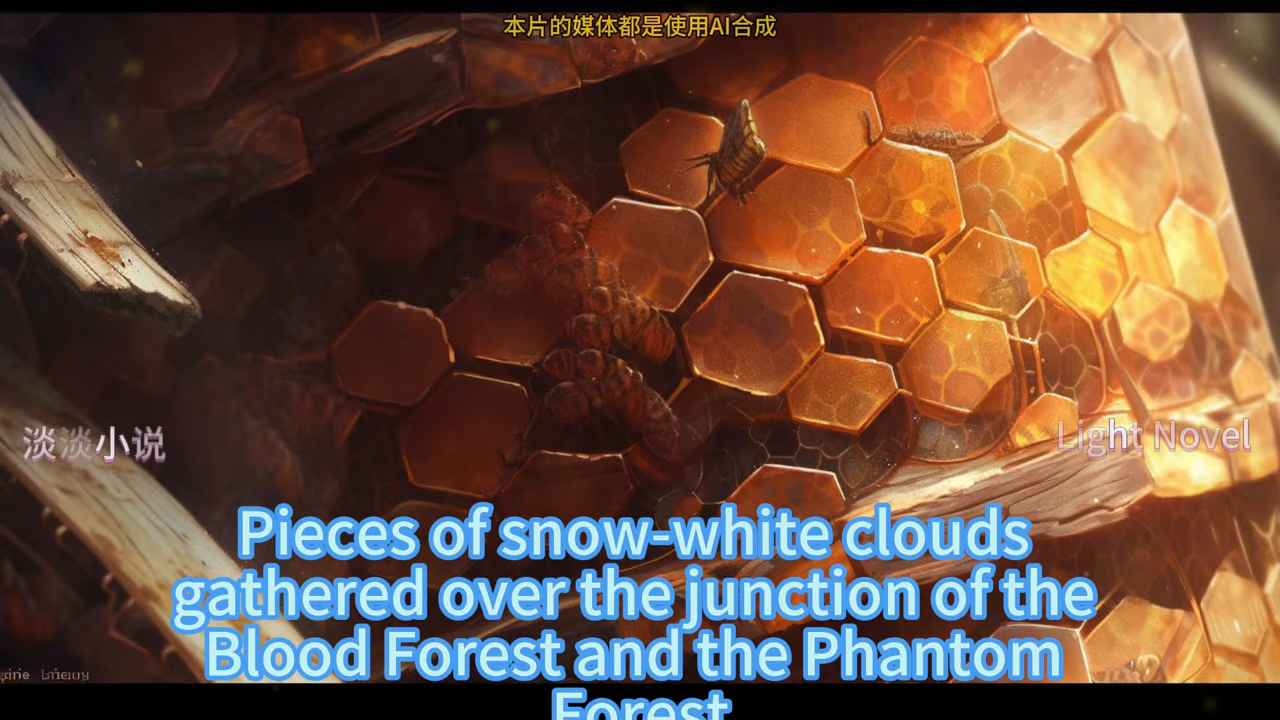 本片的媒体都是使用AI合成
淡淡小说
Light Novel
Pieces of snow-white clouds
gathered over the junction of the
Blood Forest and the Phantom
Forest